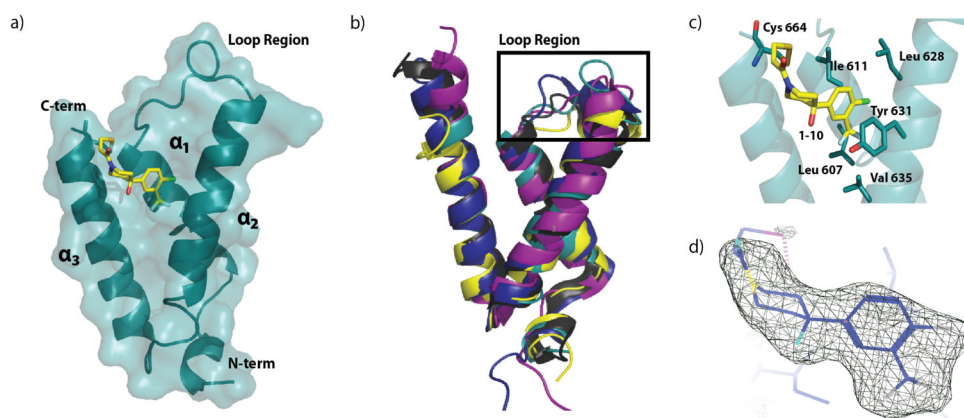 a)
Loop Region
C-term
α1
α2
α3
N-term
b)
Loop Region
c)
Cys 664
Ile 611
Leu 628
Tyr 631
1-10
Leu 607
Val 635
d)